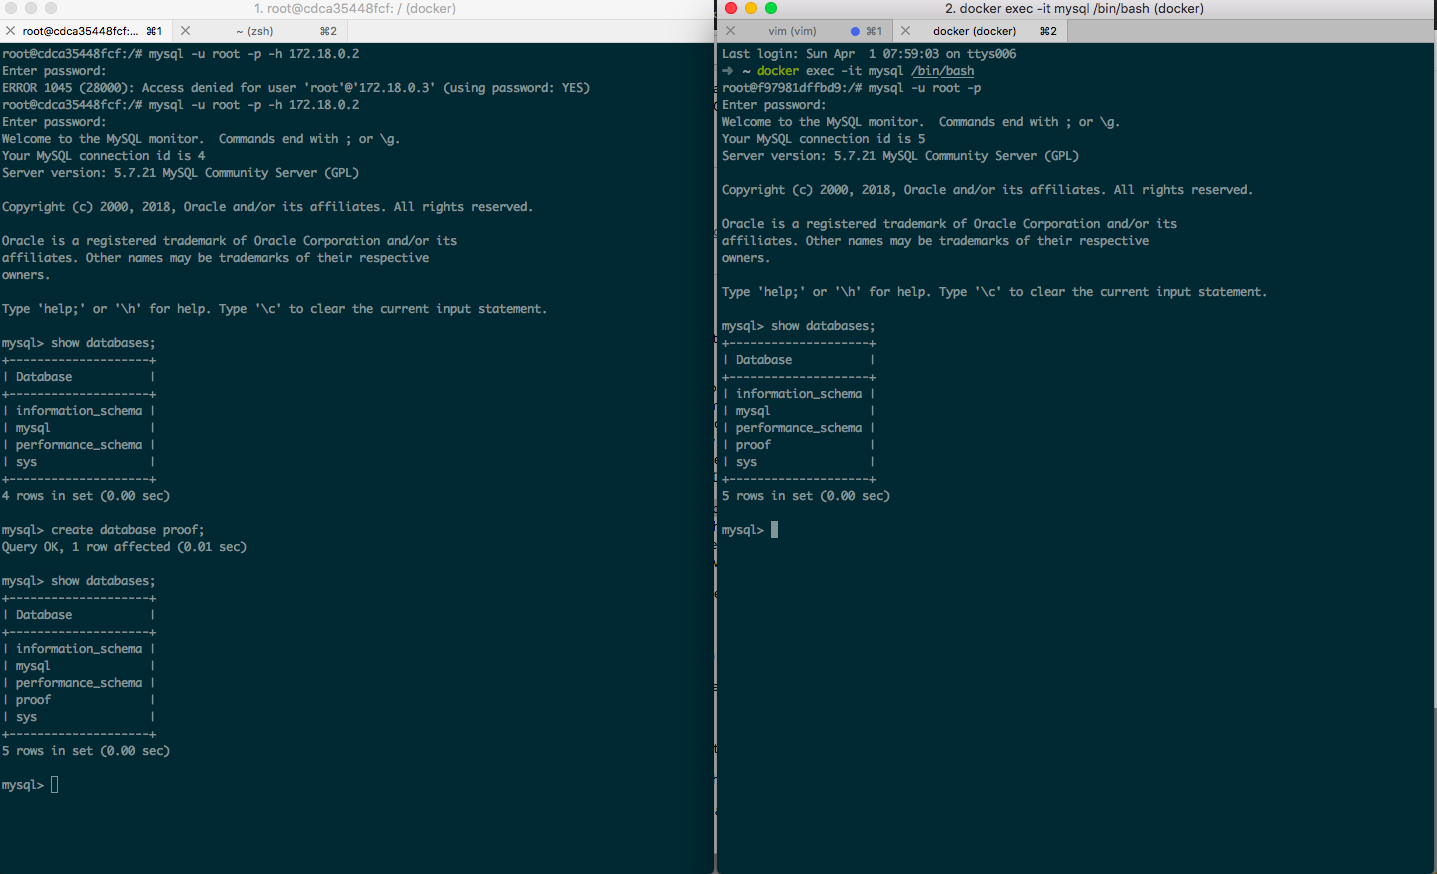 1. root@cdca35448fcf: / (docker)
root@cdca35448fcf:... ⌘1
~ (zsh) ⌘2
root@cdca35448fcf:/# mysql -u root -p -h 172.18.0.2
Enter password:
ERROR 1045 (28000): Access denied for user 'root'@'172.18.0.3' (using password: YES)
root@cdca35448fcf:/# mysql -u root -p -h 172.18.0.2
Enter password:
Welcome to the MySQL monitor.  Commands end with ; or \g.
Your MySQL connection id is 4
Server version: 5.7.21 MySQL Community Server (GPL)
Copyright (c) 2000, 2018, Oracle and/or its affiliates. All rights reserved.
Oracle is a registered trademark of Oracle Corporation and/or its
affiliates. Other names may be trademarks of their respective
owners.
Type 'help;' or '\h' for help. Type '\c' to clear the current input statement.
mysql> show databases;
+--------------------+
| Database           |
+--------------------+
| information_schema |
| mysql              |
| performance_schema |
| sys                |
+--------------------+
4 rows in set (0.00 sec)
mysql> create database proof;
Query OK, 1 row affected (0.01 sec)
mysql> show databases;
+--------------------+
| Database           |
+--------------------+
| information_schema |
| mysql              |
| performance_schema |
| proof              |
| sys                |
+--------------------+
5 rows in set (0.00 sec)
mysql>
2. docker exec -it mysql /bin/bash (docker)
vim (vim) ⌘1
docker (docker) ⌘2
Last login: Sun Apr  1 07:59:03 on ttys006
➜  ~ docker exec -it mysql /bin/bash
root@f97981dffbd9:/# mysql -u root -p
Enter password:
Welcome to the MySQL monitor.  Commands end with ; or \g.
Your MySQL connection id is 5
Server version: 5.7.21 MySQL Community Server (GPL)
Copyright (c) 2000, 2018, Oracle and/or its affiliates. All rights reserved.
Oracle is a registered trademark of Oracle Corporation and/or its
affiliates. Other names may be trademarks of their respective
owners.
Type 'help;' or '\h' for help. Type '\c' to clear the current input statement.
mysql> show databases;
+--------------------+
| Database           |
+--------------------+
| information_schema |
| mysql              |
| performance_schema |
| proof              |
| sys                |
+--------------------+
5 rows in set (0.00 sec)
mysql>